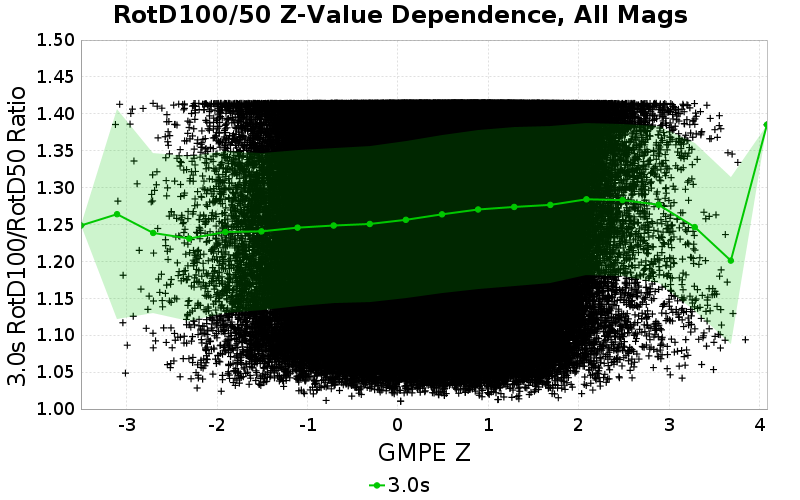 RotD100/50 Z-Value Dependence, All Mags
3.0s RotD100/RotD50 Ratio
1.50
1.45
1.40
1.35
1.30
1.25
1.20
1.15
1.10
1.05
1.00
-3 -2 -1 0 1 2 3 4
GMPE Z
3.0s